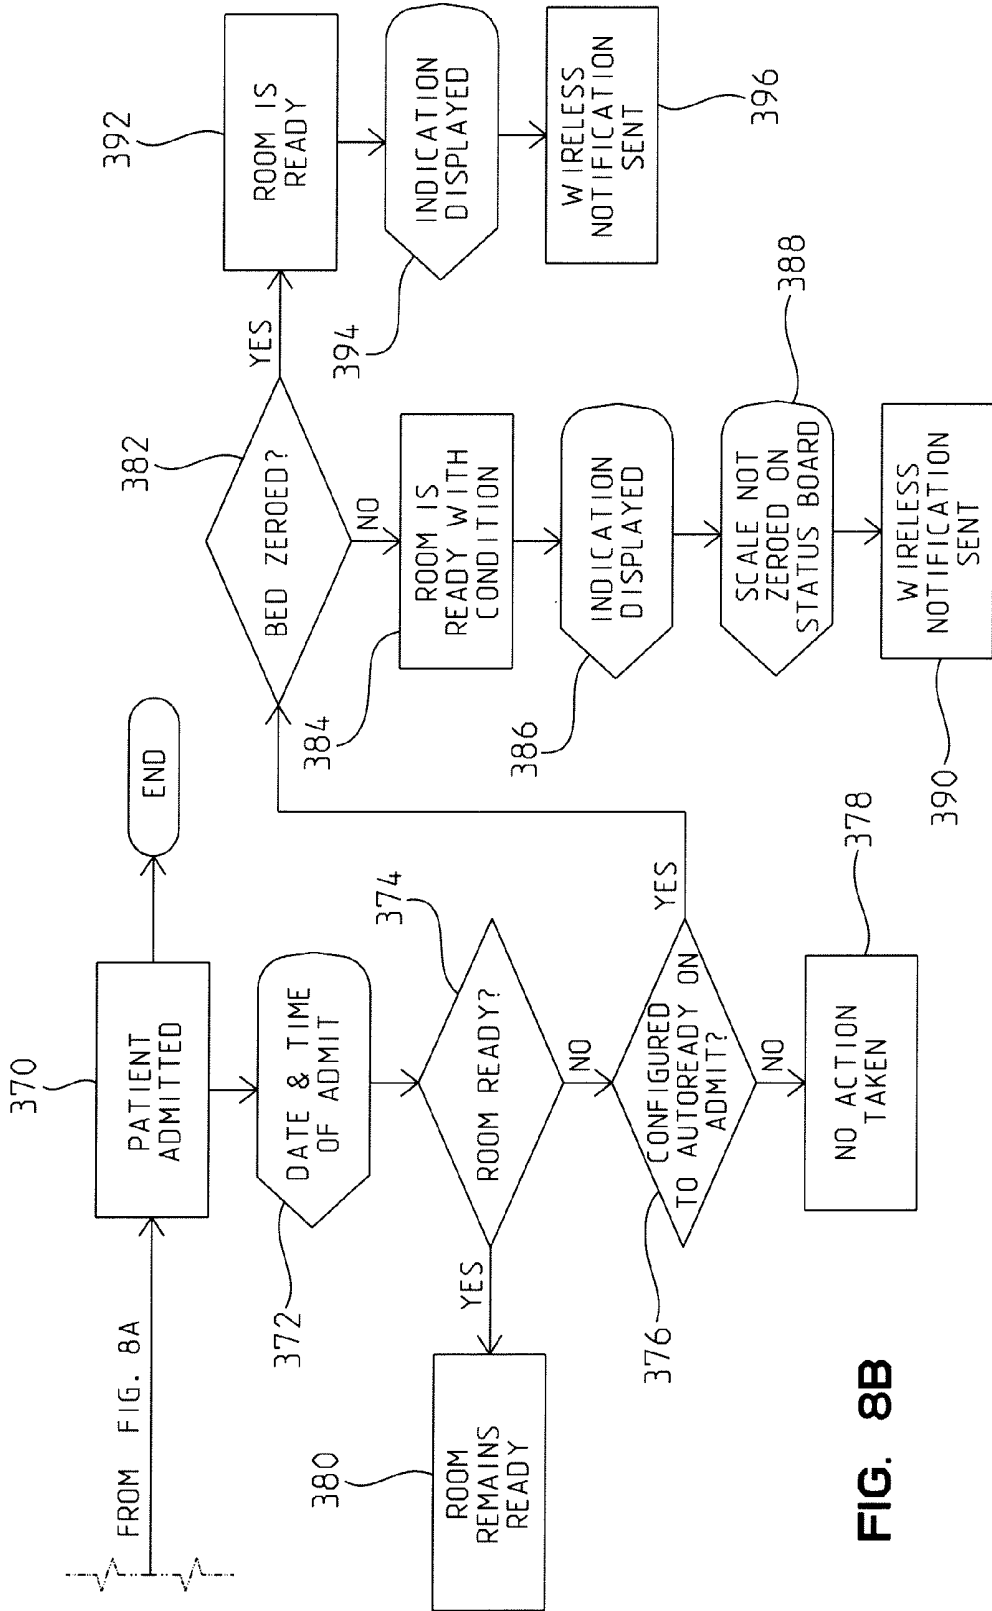 FROM FIG. 8A
370
PATIENT
ADMITTED
END
372
DATE & TIME
OF ADMIT
374
ROOM READY?
YES
NO
380
ROOM
REMAINS
READY
376
CONFIGURED
TO AUTOREADY ON
ADMIT?
YES
NO
378
NO ACTION
TAKEN
382
BED ZEROED?
YES
NO
384
ROOM IS
READY WITH
CONDITION
386
INDICATION
DISPLAYED
388
SCALE NOT
ZEROED ON
STATUS BOARD
390
WIRELESS
NOTIFICATION
SENT
392
ROOM IS
READY
394
INDICATION
DISPLAYED
396
WIRELESS
NOTIFICATION
SENT
FIG. 8B